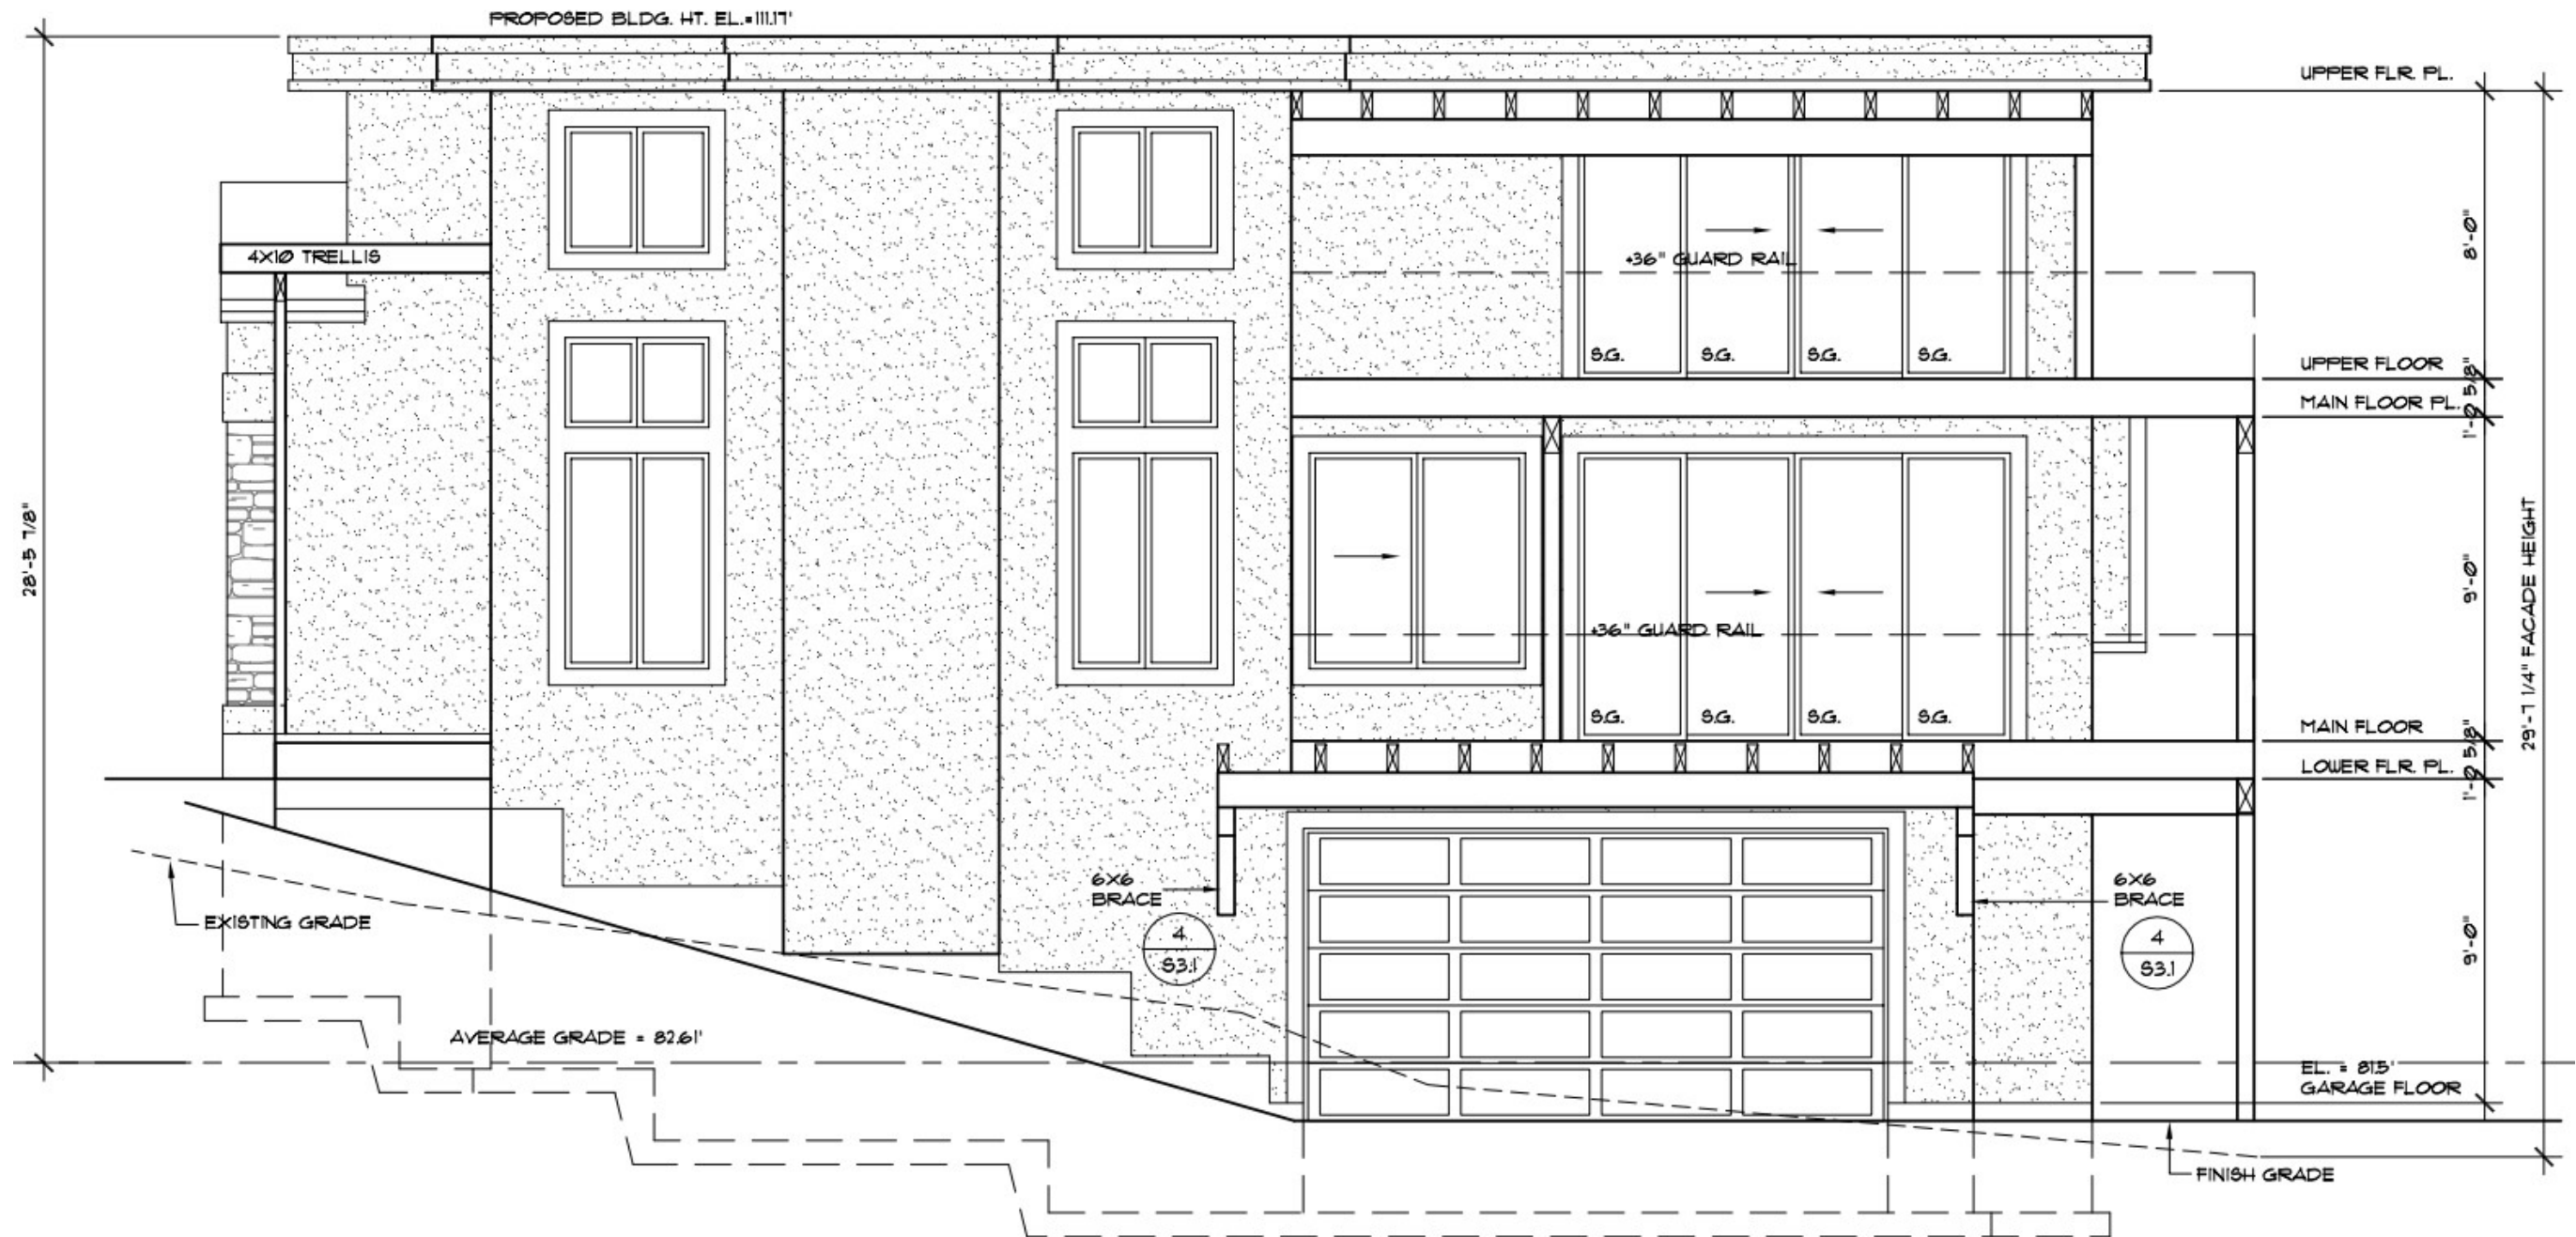 PROPOSED BLDG. HT. EL.=111.17'
UPPER FLR. PL.
4X10 TRELLIS
8'-0"
+36" GUARD RAIL
S.G. S.G. S.G. S.G.
UPPER FLOOR
1'-0 5/8"
MAIN FLOOR PL.
28'-5 7/8"
9'-0"
29'-7 1/4" FACADE HEIGHT
+36" GUARD RAIL
S.G. S.G. S.G. S.G.
MAIN FLOOR
1'-0 5/8"
LOWER FLR. PL.
6X6
BRACE
6X6
BRACE
EXISTING GRADE
4
S3.1
4
S3.1
9'-0"
AVERAGE GRADE = 82.61'
EL. = 81.5'
GARAGE FLOOR
FINISH GRADE